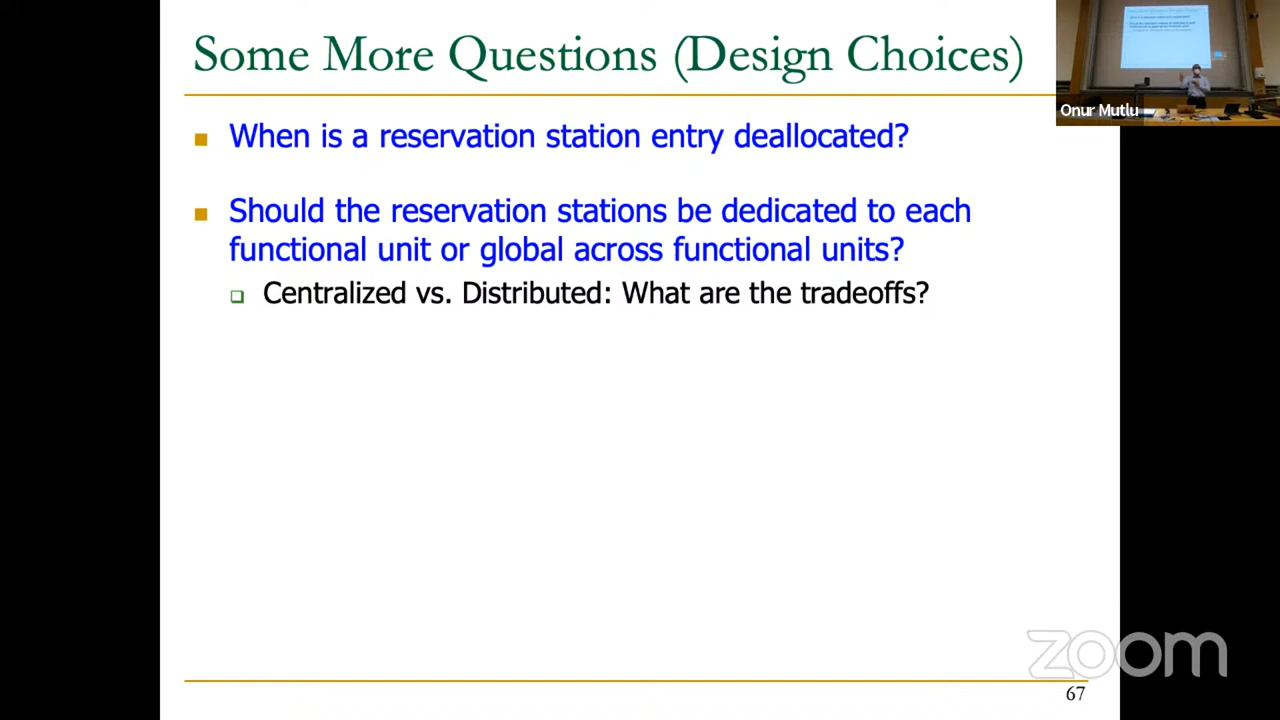 Some More Questions (Design Choices)
Onur Mutlu
When is a reservation station entry deallocated?
Should the reservation stations be dedicated to each
functional unit or global across functional units?
Centralized vs. Distributed: What are the tradeoffs?
zoom
67